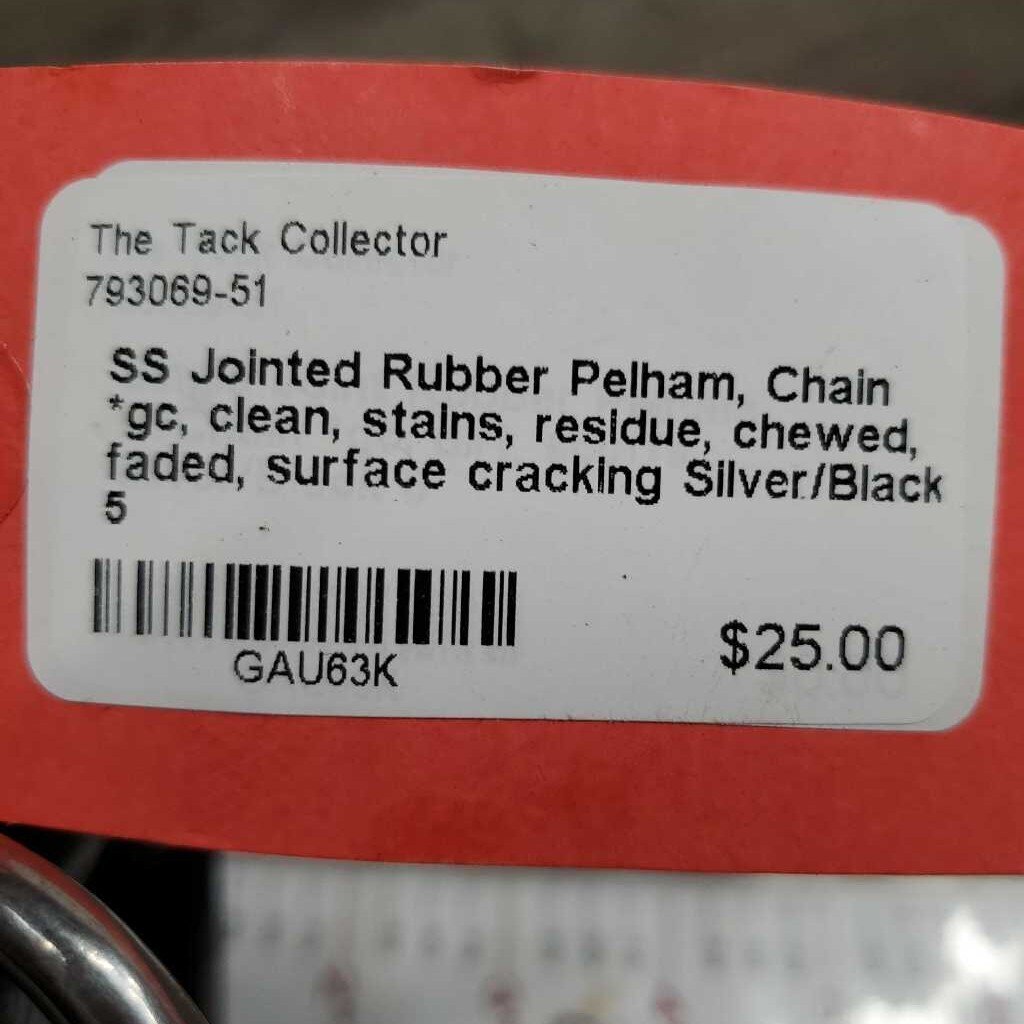 The Tack Collector
793069-51
SS Jointed Rubber Pelham, Chain
*gc, clean, stains, residue, chewed,
faded, surface cracking Silver/Black
5
GAU63K
$25.00